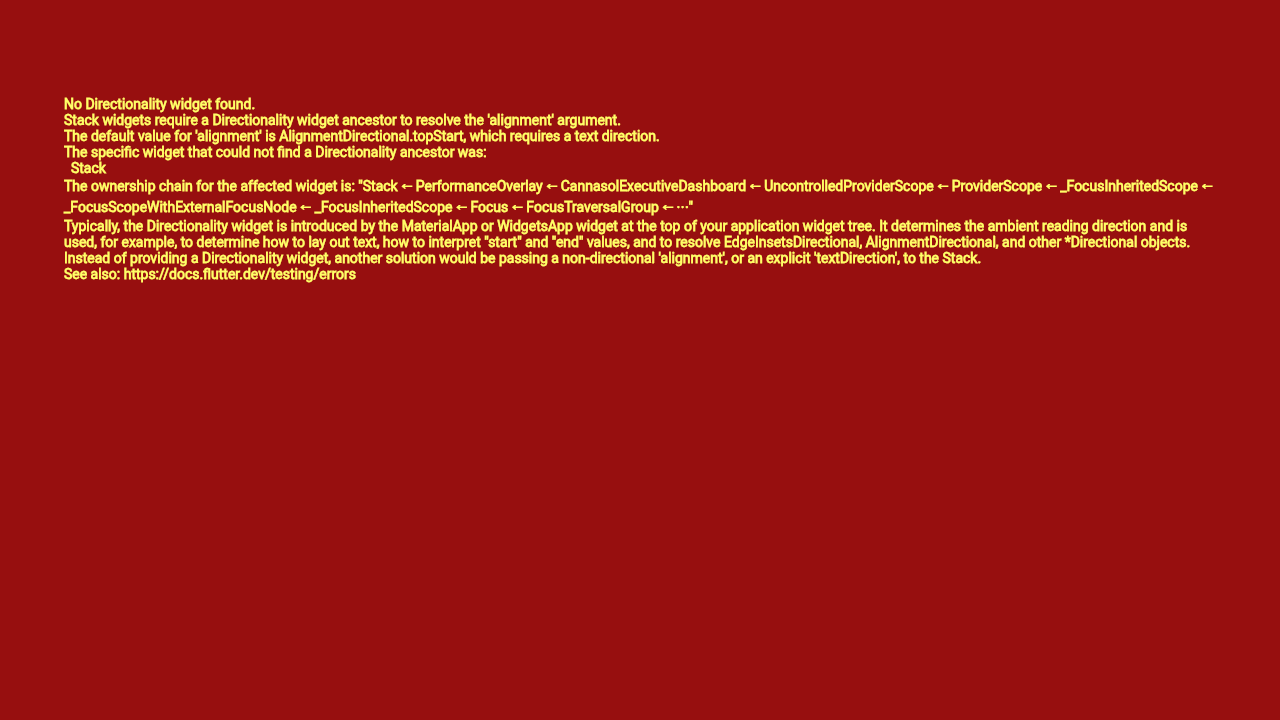 No Directionality widget found.
Stack widgets require a Directionality widget ancestor to resolve the 'alignment' argument.
The default value for 'alignment' is AlignmentDirectional.topStart, which requires a text direction.
The specific widget that could not find a Directionality ancestor was:
  Stack
The ownership chain for the affected widget is: "Stack ← PerformanceOverlay ← CannasolExecutiveDashboard ← UncontrolledProviderScope ← ProviderScope ← _FocusInheritedScope ←
_FocusScopeWithExternalFocusNode ← _FocusInheritedScope ← Focus ← FocusTraversalGroup ← ⋯"
Typically, the Directionality widget is introduced by the MaterialApp or WidgetsApp widget at the top of your application widget tree. It determines the ambient reading direction and is
used, for example, to determine how to lay out text, how to interpret "start" and "end" values, and to resolve EdgeInsetsDirectional, AlignmentDirectional, and other *Directional objects.
Instead of providing a Directionality widget, another solution would be passing a non-directional 'alignment', or an explicit 'textDirection', to the Stack.
See also: https://docs.flutter.dev/testing/errors